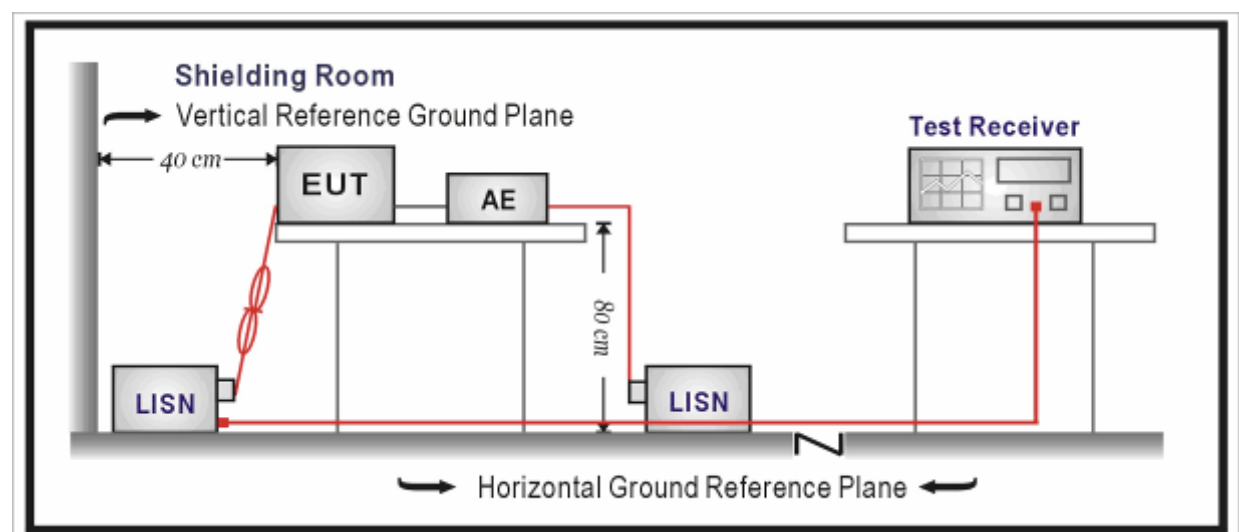 Shielding Room
Vertical Reference Ground Plane
40 cm
EUT
AE
Test Receiver
80 cm
LISN
LISN
Horizontal Ground Reference Plane